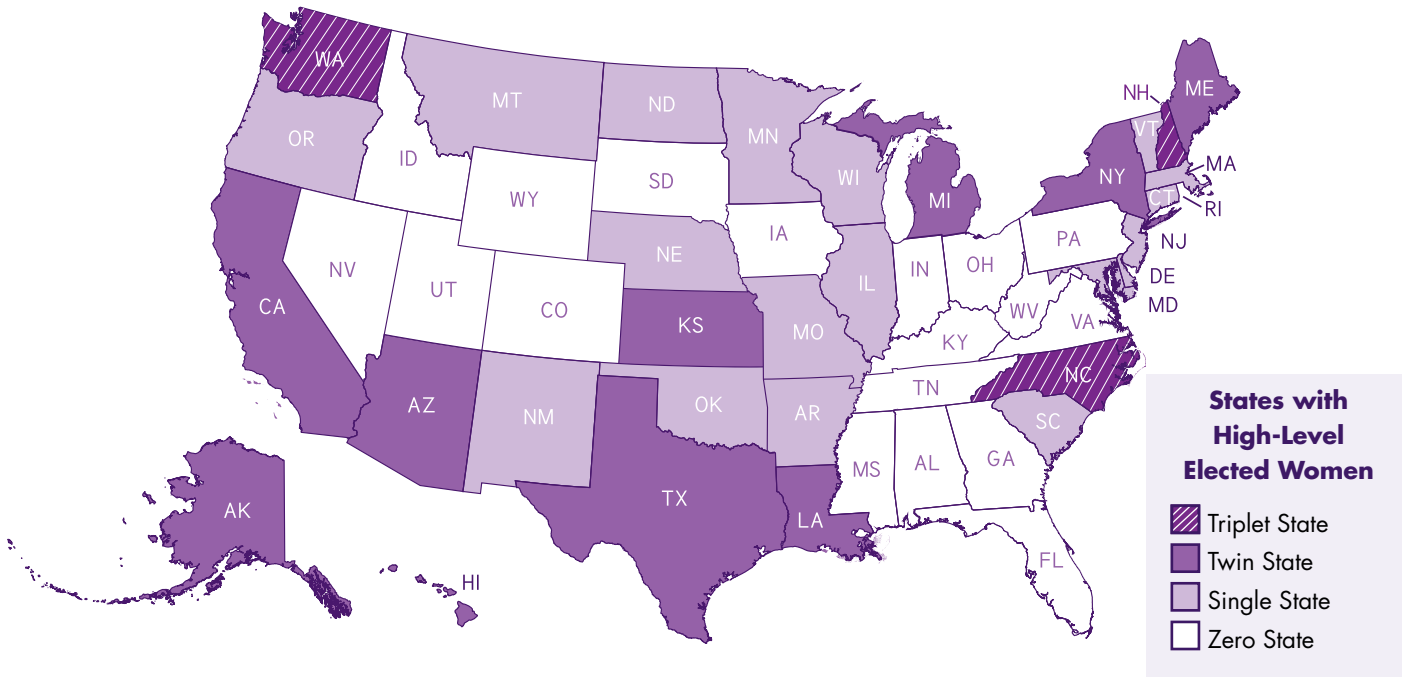 WA
MT
ND
MN
OR
ID
WY
SD
WI
MI
NY
VT
NH
ME
MA
CT
RI
NJ
DE
MD
PA
IA
NE
NV
UT
CO
CA
KS
MO
IL
IN
OH
WV
VA
KY
TN
NC
SC
AZ
NM
OK
AR
MS
AL
GA
TX
LA
FL
AK
HI
States with
High-Level
Elected Women
Triplet State
Twin State
Single State
Zero State